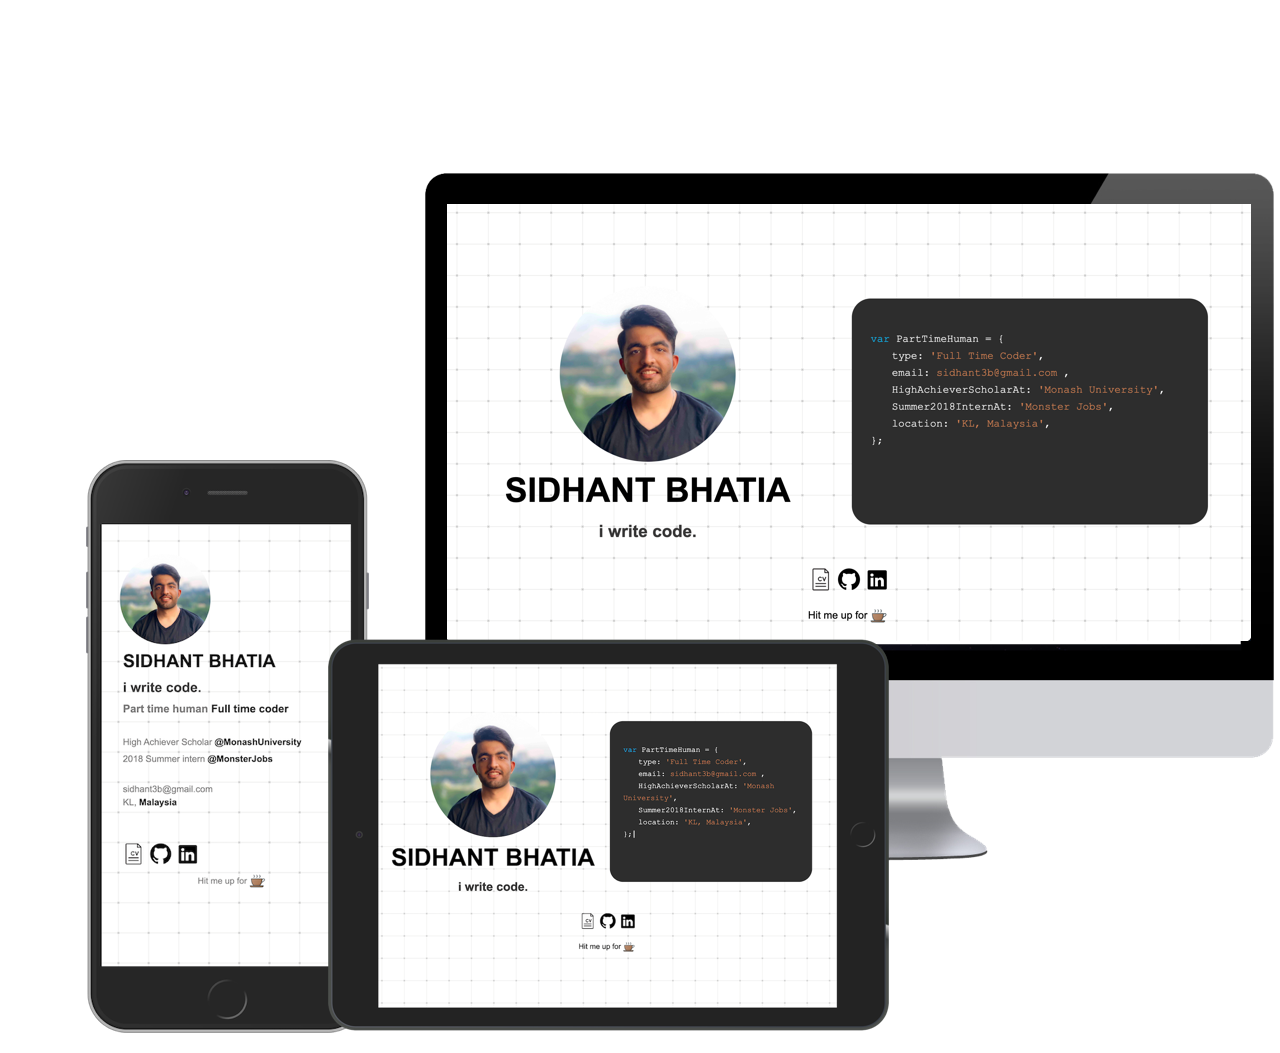 var PartTimeHuman = {
type: 'Full Time Coder',
email: sidhant3b@gmail.com ,
HighAchieverScholarAt: 'Monash University',
Summer2018InternAt: 'Monster Jobs',
location: 'KL, Malaysia',
};
SIDHANT BHATIA
i write code.
CV
in
Hit me up for
SIDHANT BHATIA
i write code.
Part time human Full time coder
High Achiever Scholar @MonashUniversity
2018 Summer intern @MonsterJobs
sidhant3b@gmail.com
KL, Malaysia
CV
in
Hit me up for
var PartTimeHuman = {
type: 'Full Time Coder',
email: sidhant3b@gmail.com ,
HighAchieverScholarAt: 'Monash
University',
Summer2018InternAt: 'Monster Jobs',
location: 'KL, Malaysia',
};
SIDHANT BHATIA
i write code.
CV
in
Hit me up for